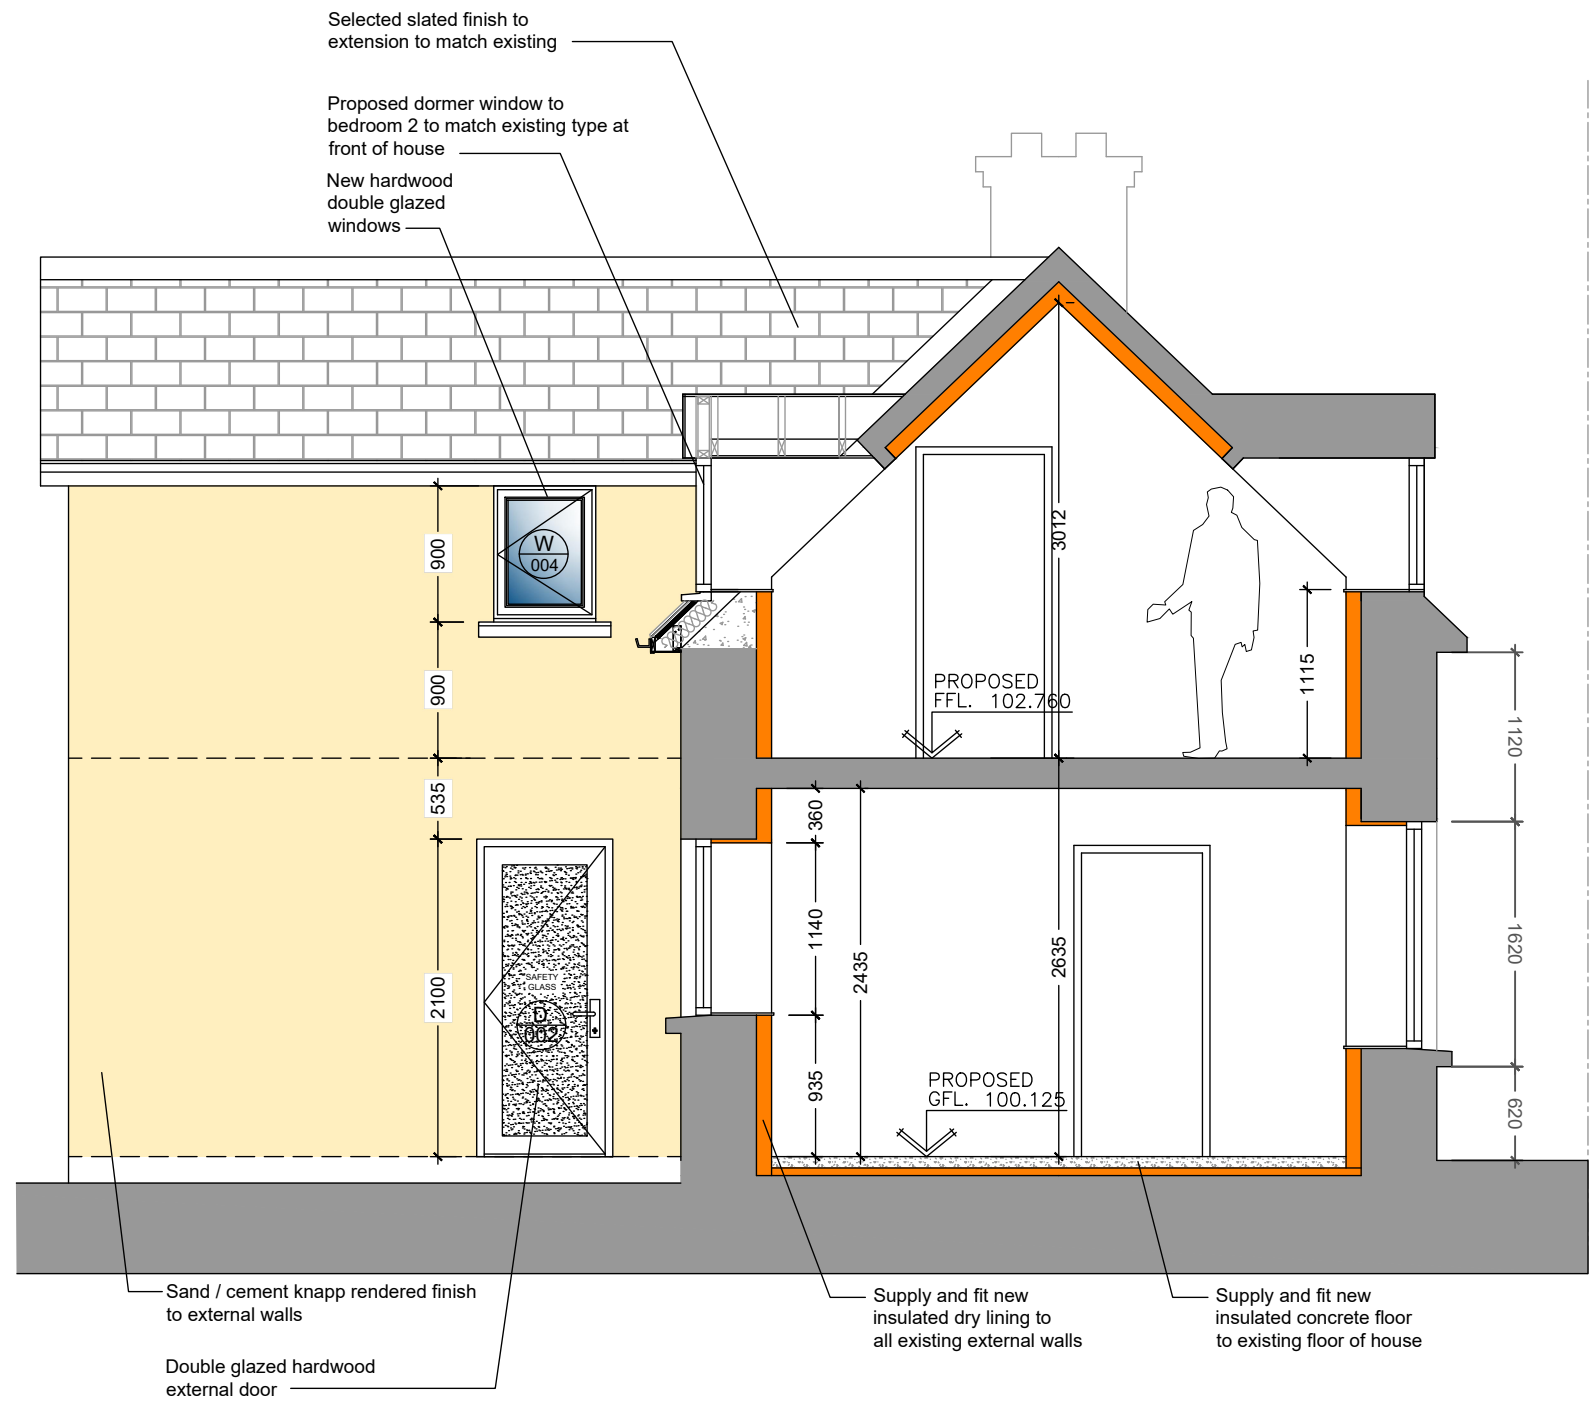 Selected slated finish to
extension to match existing
Proposed dormer window to
bedroom 2 to match existing type at
front of house
New hardwood
double glazed
windows
W
004
900
900
535
2100
SAFETY
GLASS
D
002
3012
PROPOSED
FFL. 102.760
1115
360
1140
935
2435
2635
PROPOSED
GFL. 100.125
1120
1620
620
Sand / cement knapp rendered finish
to external walls
Double glazed hardwood
external door
Supply and fit new
insulated dry lining to
all existing external walls
Supply and fit new
insulated concrete floor
to existing floor of house